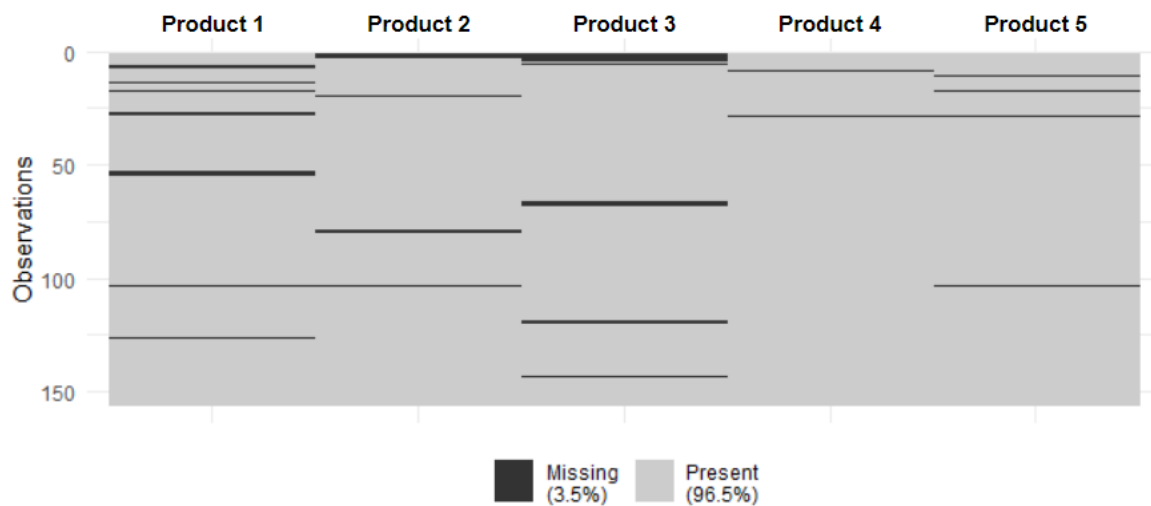 Product 1 Product 2 Product 3 Product 4 Product 5
0
50
100
150
Observations
Missing
(3.5%)
Present
(96.5%)